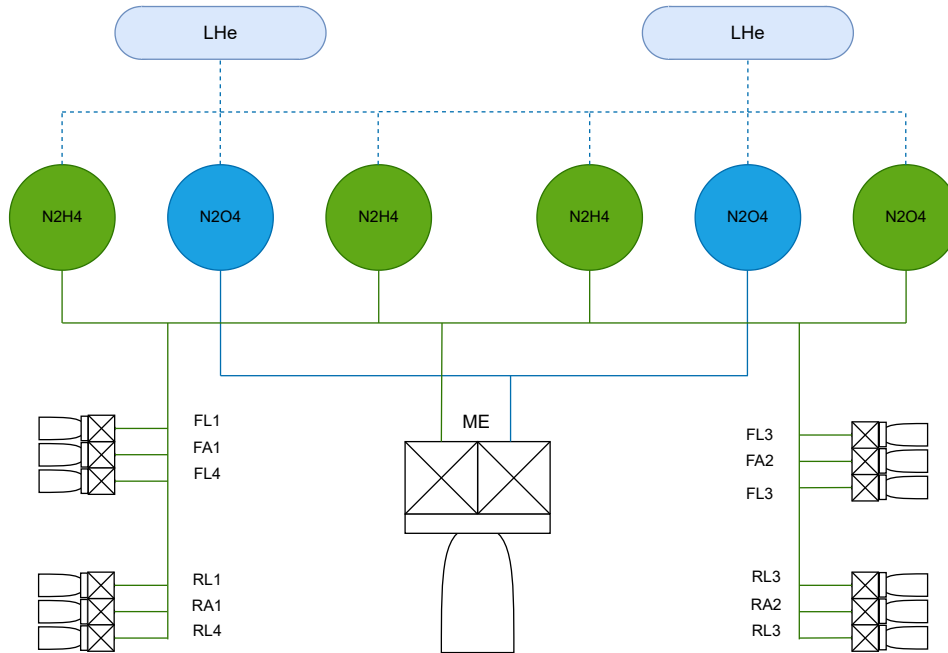 LHe
LHe
N2H4
N2O4
N2H4
N2H4
N2O4
N2O4
ME
FL1
FA1
FL4
FL3
FA2
FL3
RL1
RA1
RL4
RL3
RA2
RL3